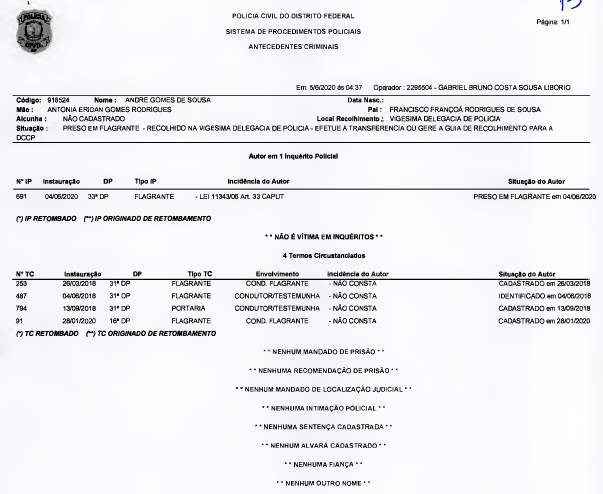 POLÍCIA CIVIL DO DISTRITO FEDERAL
Página: 1/1
SISTEMA DE PROCEDIMENTOS POLICIAIS
ANTECEDENTES CRIMINAIS
Em: 5/6/2020 às 04:37 Operador : 2295504 - GABRIEL BRUNO COSTA SOUSA LIBORIO
Código: 918524 Nome : ANDRE GOMES DE SOUSA Data Nasc.:
Mãe : ANTONIA ERIDAN GOMES RODRIGUES Pai : FRANCISCO FRANÇOÁ RODRIGUES DE SOUSA
Alcunha : NÃO CADASTRADO Local Recolhimento : VIGESIMA DELEGACIA DE POLICIA
Situação : PRESO EM FLAGRANTE - RECOLHIDO NA VIGESIMA DELEGACIA DE POLICIA - EFETUE A TRANSFERENCIA OU GERE A GUIA DE RECOLHIMENTO PARA A
DCCP
Autor em 1 Inquérito Policial
Nº IP Instauração DP Tipo IP Incidência do Autor Situação do Autor
691 04/06/2020 33ª DP FLAGRANTE - LEI 11343/06 Art. 33 CAPUT PRESO EM FLAGRANTE em 04/06/2020
(*) IP RETOMBADO (**) IP ORIGINADO DE RETOMBAMENTO
* * NÃO É VÍTIMA EM INQUÉRITOS * *
4 Termos Circunstanciados
Nº TC Instauração DP Tipo TC Envolvimento Incidência do Autor Situação do Autor
253 26/03/2018 31ª DP FLAGRANTE COND. FLAGRANTE - NÃO CONSTA CADASTRADO em 26/03/2018
487 04/06/2018 31ª DP FLAGRANTE CONDUTOR/TESTEMUNHA - NÃO CONSTA IDENTIFICADO em 04/06/2018
794 13/09/2018 31ª DP PORTARIA CONDUTOR/TESTEMUNHA - NÃO CONSTA CADASTRADO em 13/09/2018
91 28/01/2020 16ª DP FLAGRANTE COND. FLAGRANTE - NÃO CONSTA CADASTRADO em 28/01/2020
(*) TC RETOMBADO (**) TC ORIGINADO DE RETOMBAMENTO
* * NENHUM MANDADO DE PRISÃO * *
* * NENHUMA RECOMENDAÇÃO DE PRISÃO * *
* * NENHUM MANDADO DE LOCALIZAÇÃO JUDICIAL * *
* * NENHUMA INTIMAÇÃO POLICIAL * *
* * NENHUMA SENTENÇA CADASTRADA * *
* * NENHUM ALVARÁ CADASTRADO * *
* * NENHUMA FIANÇA * *
* * NENHUM OUTRO NOME * *